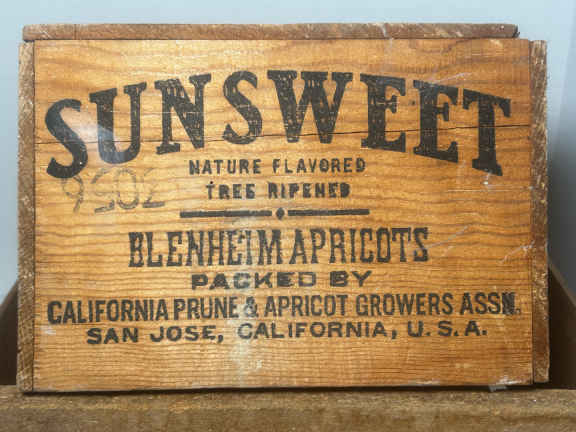 SUNSWEET
NATURE FLAVORED
TREE RIPENED
BLENHEIM APRICOTS
PACKED BY
CALIFORNIA PRUNE & APRICOT GROWERS ASSN.
SAN JOSE, CALIFORNIA, U.S.A.